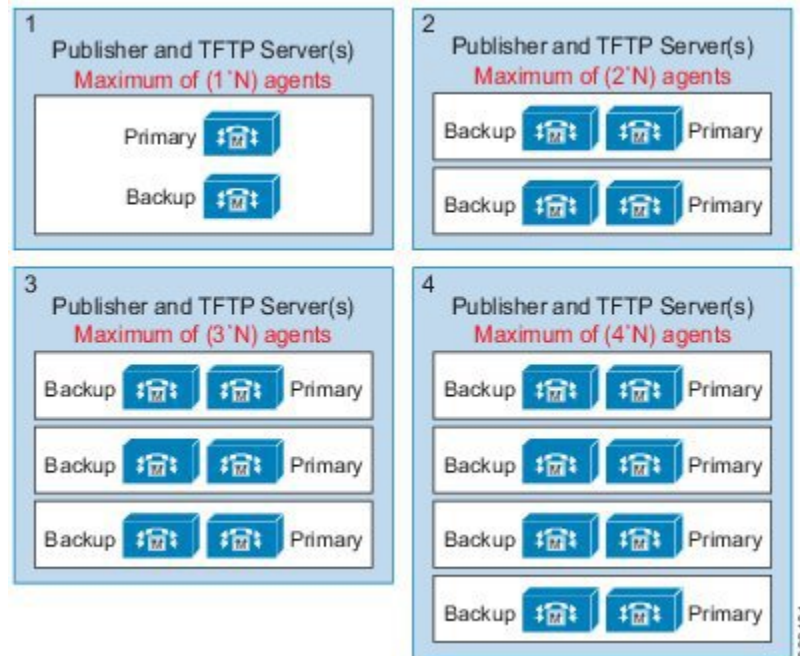 1
Publisher and TFTP Server(s)
Maximum of (1*N) agents
Primary M
Backup M
2
Publisher and TFTP Server(s)
Maximum of (2*N) agents
Backup M M Primary
Backup M M Primary
3
Publisher and TFTP Server(s)
Maximum of (3*N) agents
Backup M M Primary
Backup M M Primary
Backup M M Primary
4
Publisher and TFTP Server(s)
Maximum of (4*N) agents
Backup M M Primary
Backup M M Primary
Backup M M Primary
Backup M M Primary